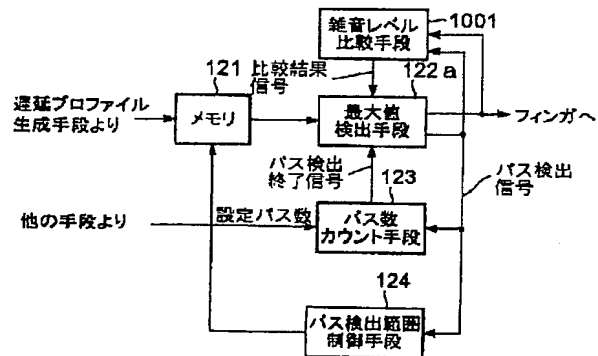 雑音レベル
比較手段
1001
121
比較結果
信号
122a
遅延プロファイル
生成手段より
メモリ
最大値
検出手段
フィンガへ
パス検出
終了信号
パス検出
信号
123
他の手段より
設定パス数
パス数
カウント手段
124
パス検出範囲
制御手段